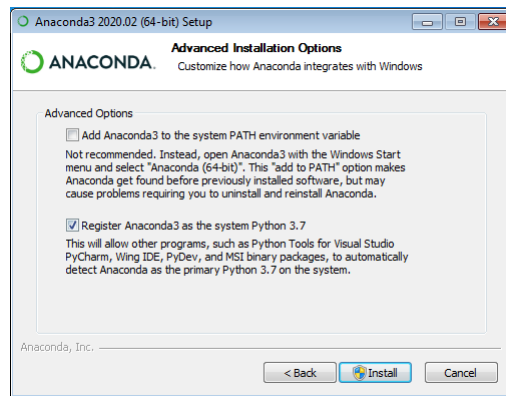 Anaconda3 2020.02 (64-bit) Setup
ANACONDA.
Advanced Installation Options
Customize how Anaconda integrates with Windows
Advanced Options
Add Anaconda3 to the system PATH environment variable
Not recommended. Instead, open Anaconda3 with the Windows Start
menu and select "Anaconda (64-bit)". This "add to PATH" option makes
Anaconda get found before previously installed software, but may
cause problems requiring you to uninstall and reinstall Anaconda.
Register Anaconda3 as the system Python 3.7
This will allow other programs, such as Python Tools for Visual Studio
PyCharm, Wing IDE, PyDev, and MSI binary packages, to automatically
detect Anaconda as the primary Python 3.7 on the system.
Anaconda, Inc.
< Back
Install
Cancel